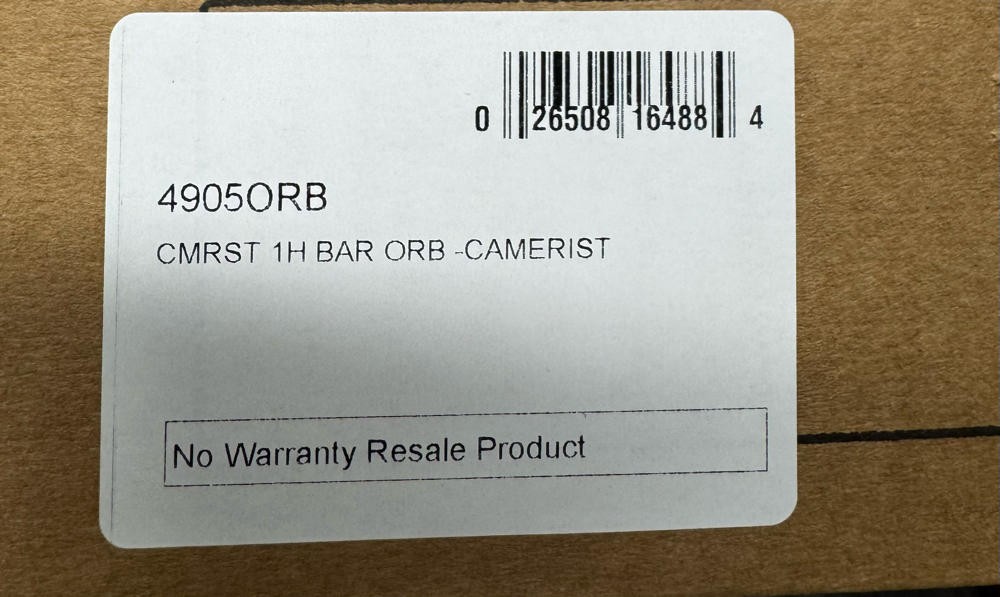 0 26508 16488 4
4905ORB
CMRST 1H BAR ORB -CAMERIST
No Warranty Resale Product